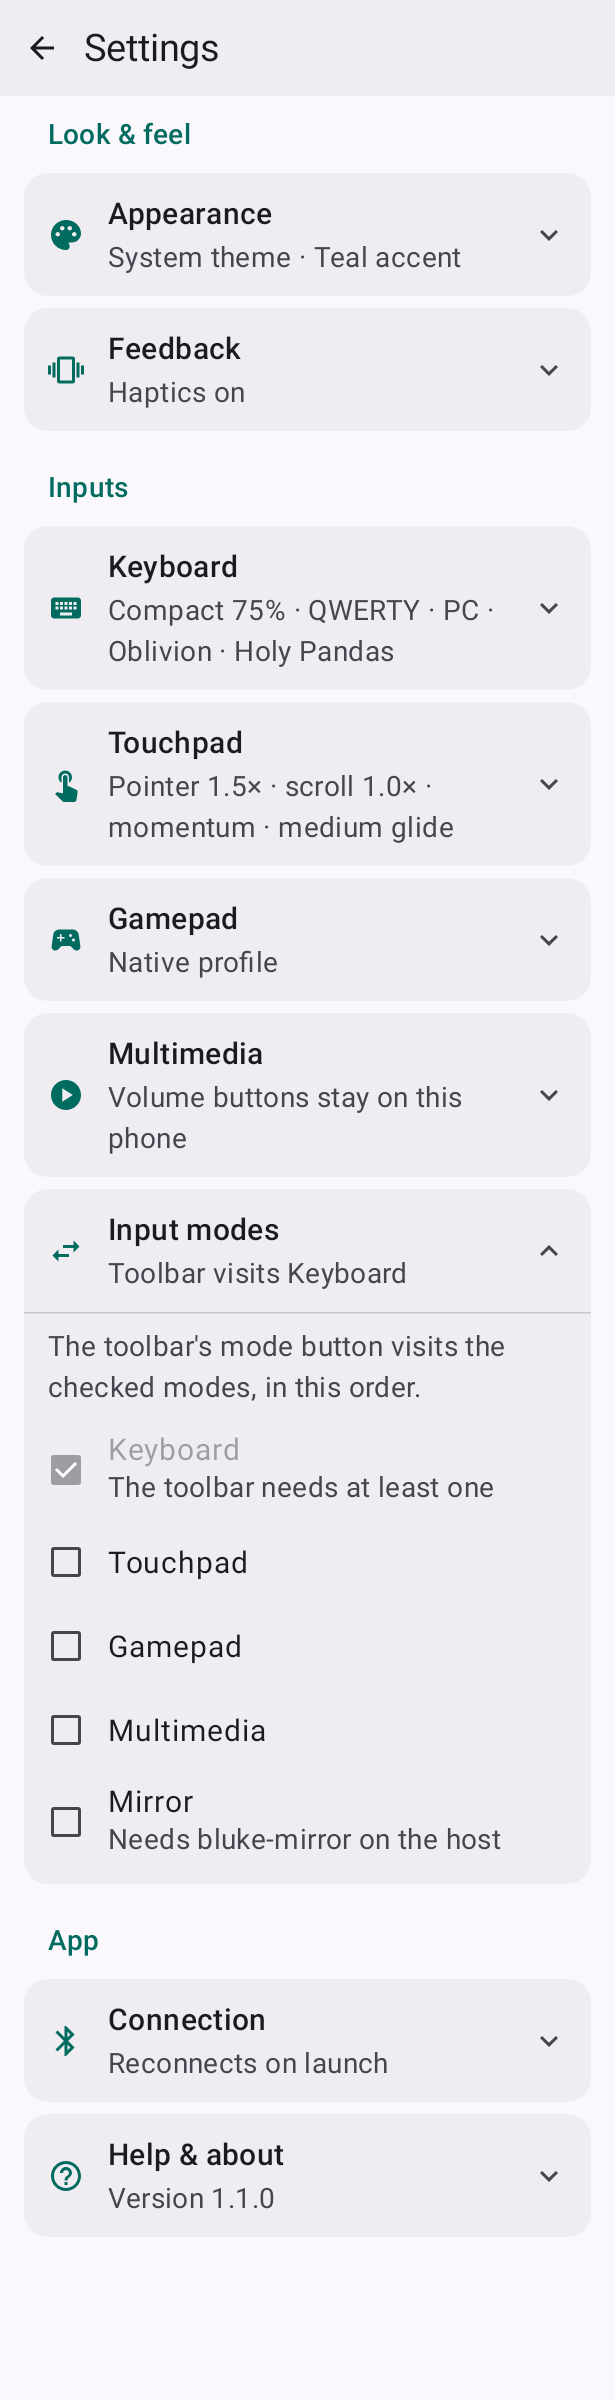 Settings
Look & feel
Appearance
System theme · Teal accent
Feedback
Haptics on
Inputs
Keyboard
Compact 75% · QWERTY · PC ·
Oblivion · Holy Pandas
Touchpad
Pointer 1.5× · scroll 1.0× ·
momentum · medium glide
Gamepad
Native profile
Multimedia
Volume buttons stay on this
phone
Input modes
Toolbar visits Keyboard
The toolbar's mode button visits the
checked modes, in this order.
Keyboard
The toolbar needs at least one
Touchpad
Gamepad
Multimedia
Mirror
Needs bluke-mirror on the host
App
Connection
Reconnects on launch
Help & about
Version 1.1.0